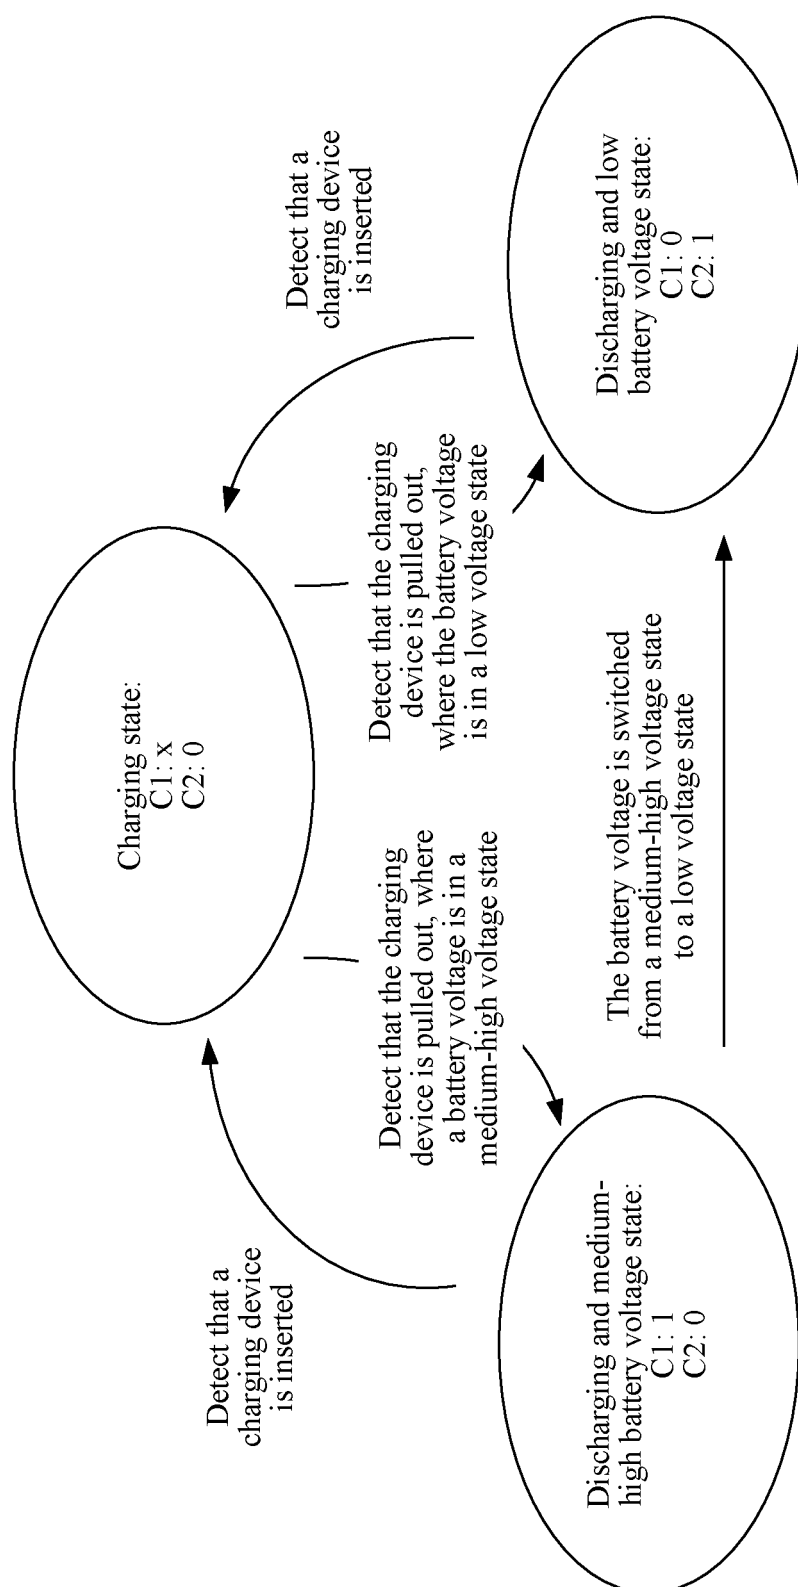 Charging state:
C1: x
C2: 0
Detect that a
charging device
is inserted
Detect that the charging
device is pulled out, where
a battery voltage is in a
medium-high voltage state
Detect that the charging
device is pulled out,
where the battery voltage
is in a low voltage state
Detect that a
charging device
is inserted
Discharging and medium-
high battery voltage state:
C1: 1
C2: 0
The battery voltage is switched
from a medium-high voltage state
to a low voltage state
Discharging and low
battery voltage state:
C1: 0
C2: 1